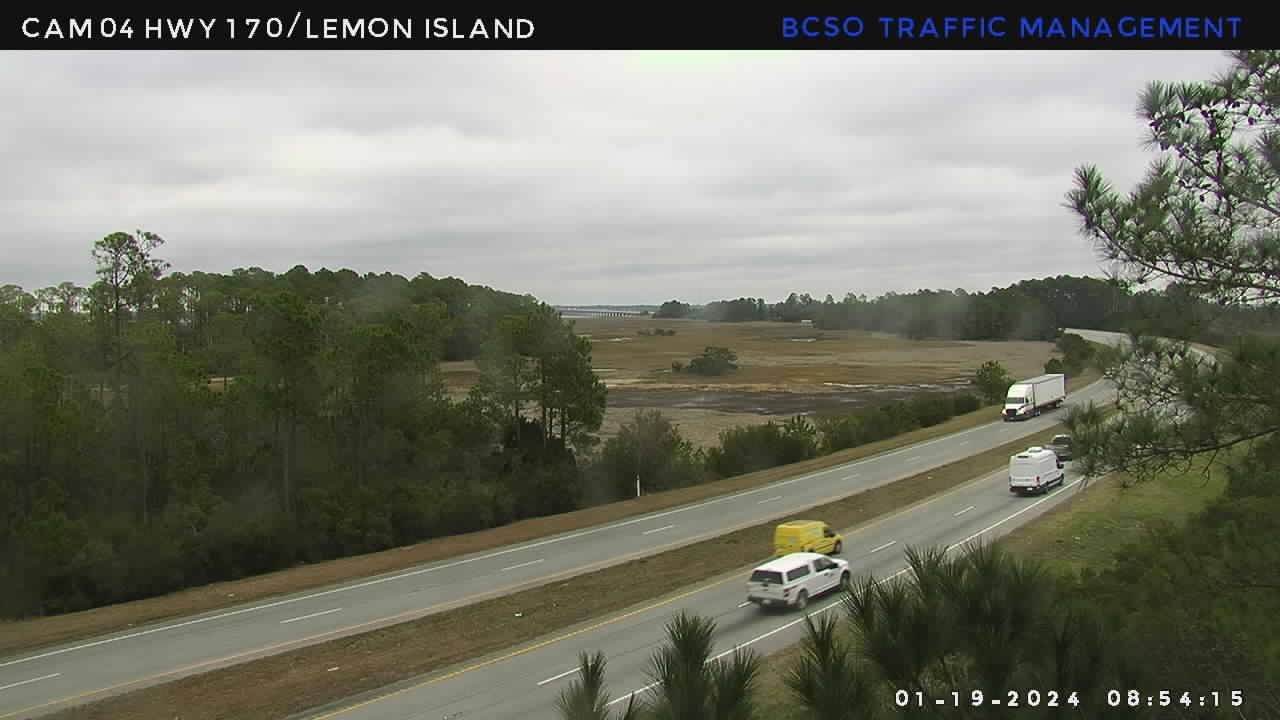 CAM04 HWY 170/LEMON ISLAND
BCSO TRAFFIC MANAGEMENT
01-19-2024 08:54:15